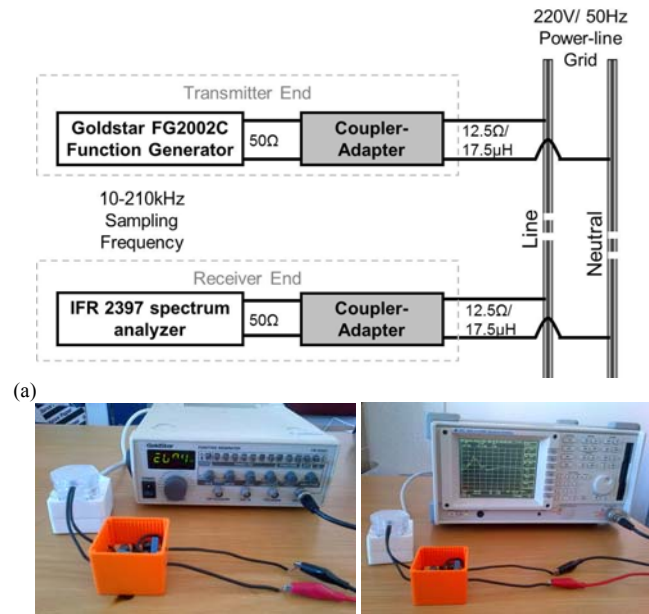 220V/ 50Hz
Power-line
Grid
Transmitter End
Goldstar FG2002C
Function Generator
50Ω
Coupler-
Adapter
12.5Ω/
17.5µH
10-210kHz
Sampling
Frequency
Line
Neutral
Receiver End
IFR 2397 spectrum
analyzer
50Ω
Coupler-
Adapter
12.5Ω/
17.5µH
(a)
GoldStar
FUNCTION GENERATOR